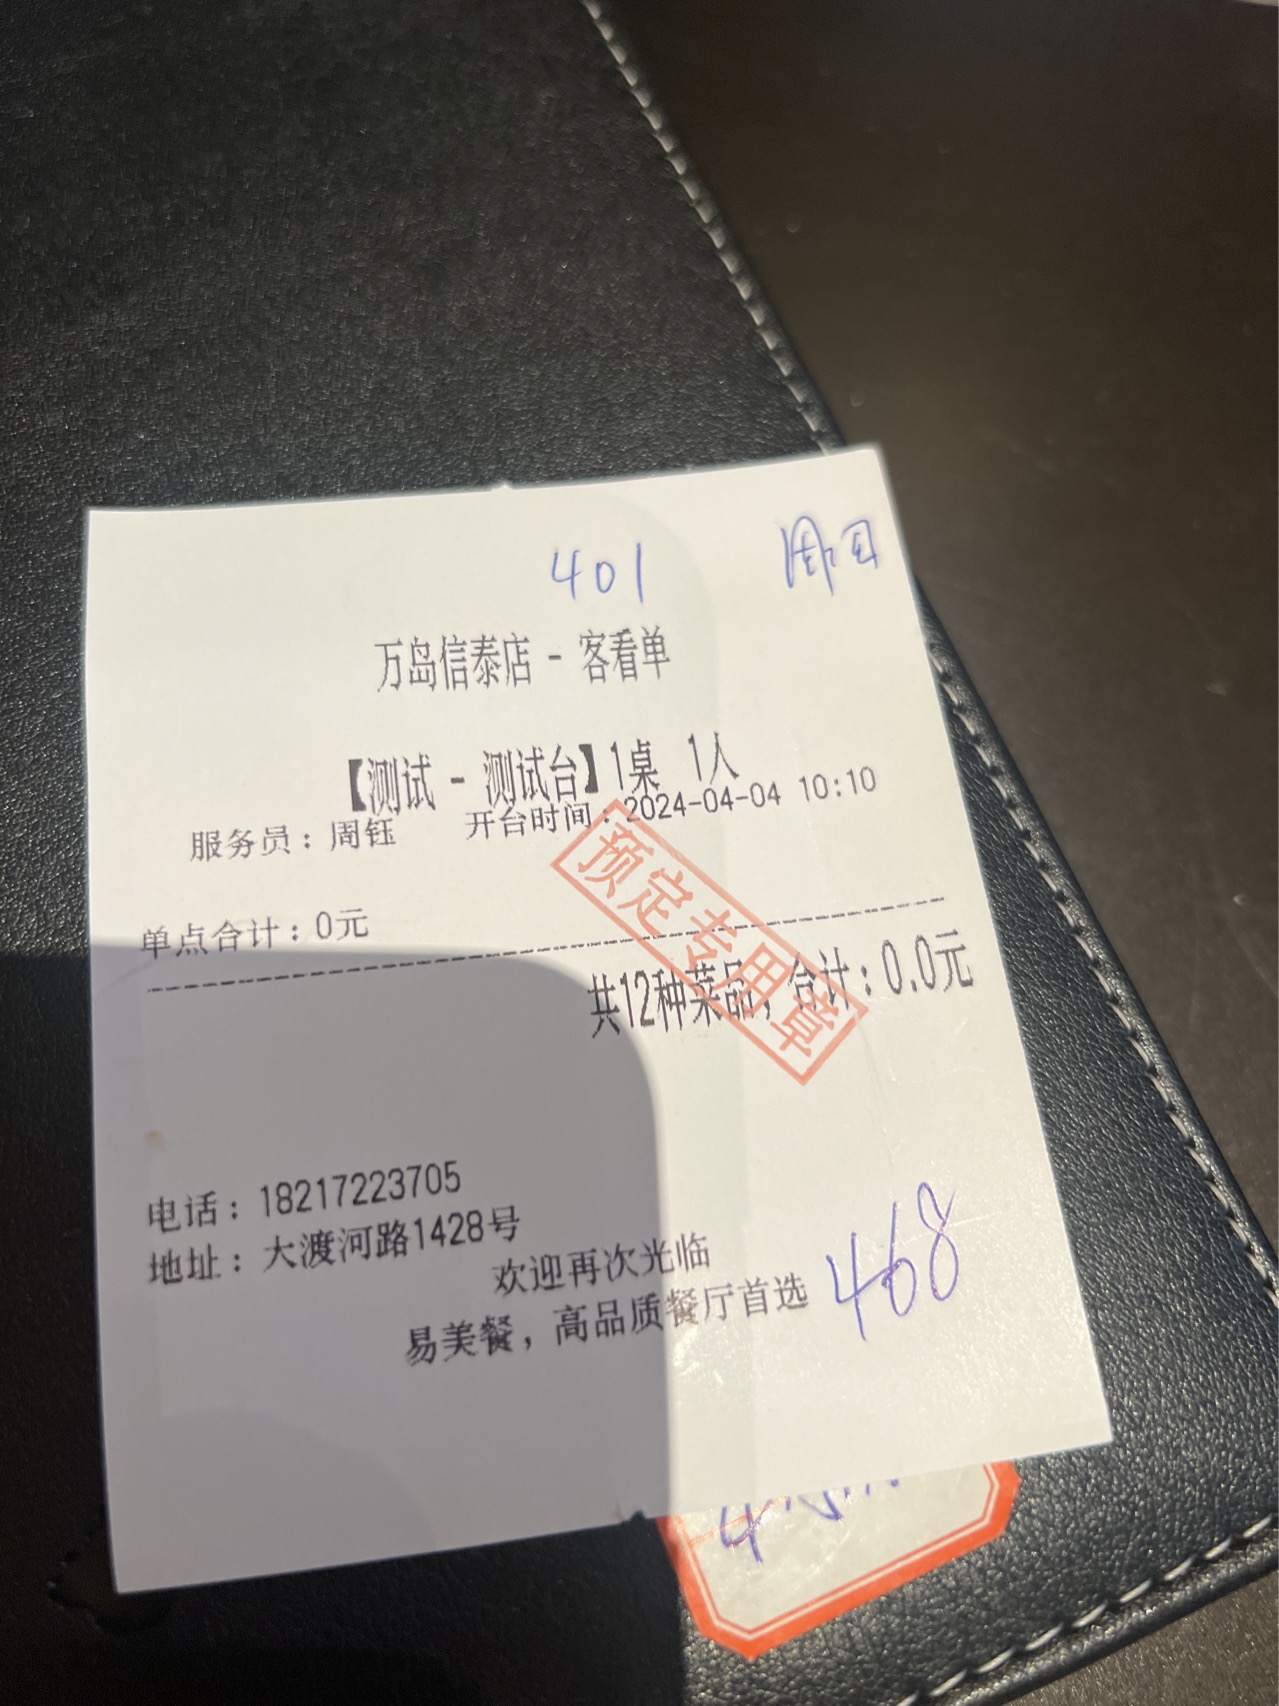 401
万岛信泰店 - 客看单
【测试 - 测试台】1桌 1人
服务员：周钰 开台时间：2024-04-04 10:10
单点合计：0元
共12种菜品，合计：0.0元
预定专用章
电话：18217223705
地址：大渡河路1428号
欢迎再次光临
易美餐，高品质餐厅首选
468